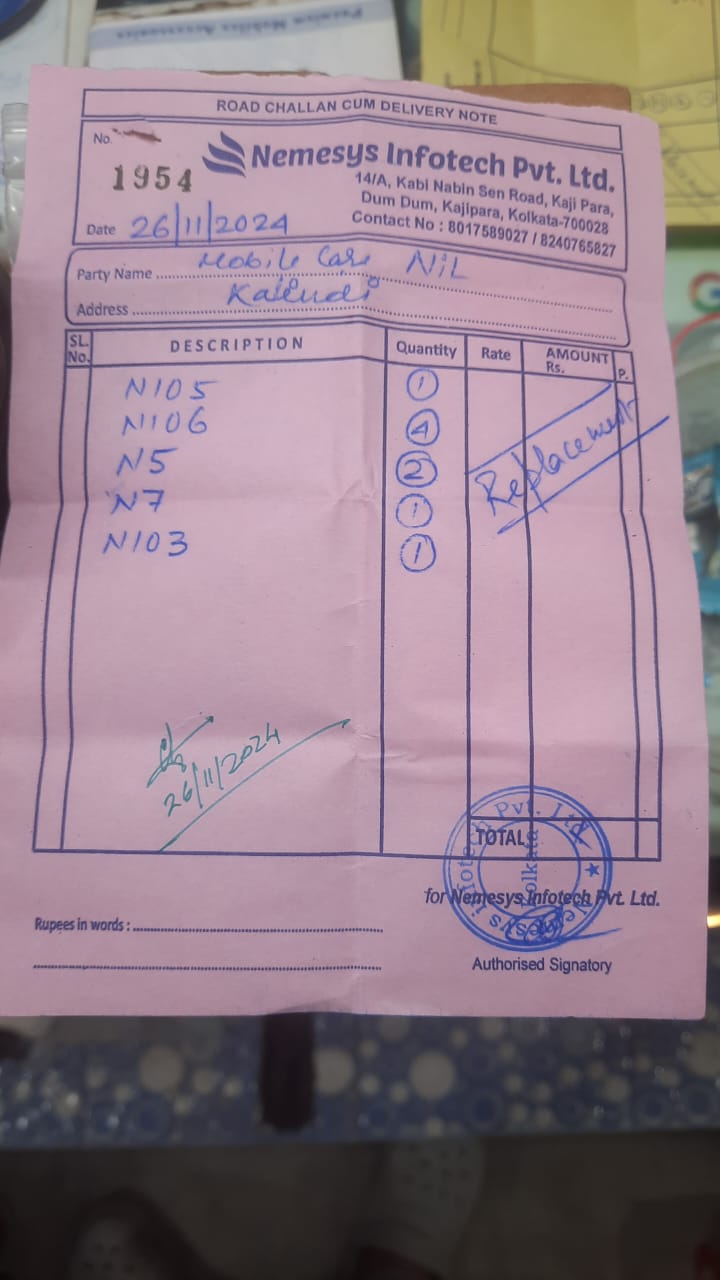 Premium Mobiles Accessories
ROAD CHALLAN CUM DELIVERY NOTE
No.
1954
Nemesys Infotech Pvt. Ltd.
14/A, Kabi Nabin Sen Road, Kaji Para,
Dum Dum, Kajipara, Kolkata-700028
Contact No : 8017589027 / 8240765827
Date 26/11/2024
Party Name Mobile Care NIL
Address Kalindi
SL. No. DESCRIPTION Quantity Rate AMOUNT Rs. P.
N105 1
N106 4
N5 2
N7 1
N103 1
Replacement
26/11/2024
TOTAL
Nemesys Infotech Pvt. Ltd. Kolkata
for Nemesys Infotech Pvt. Ltd.
Rupees in words :
Authorised Signatory